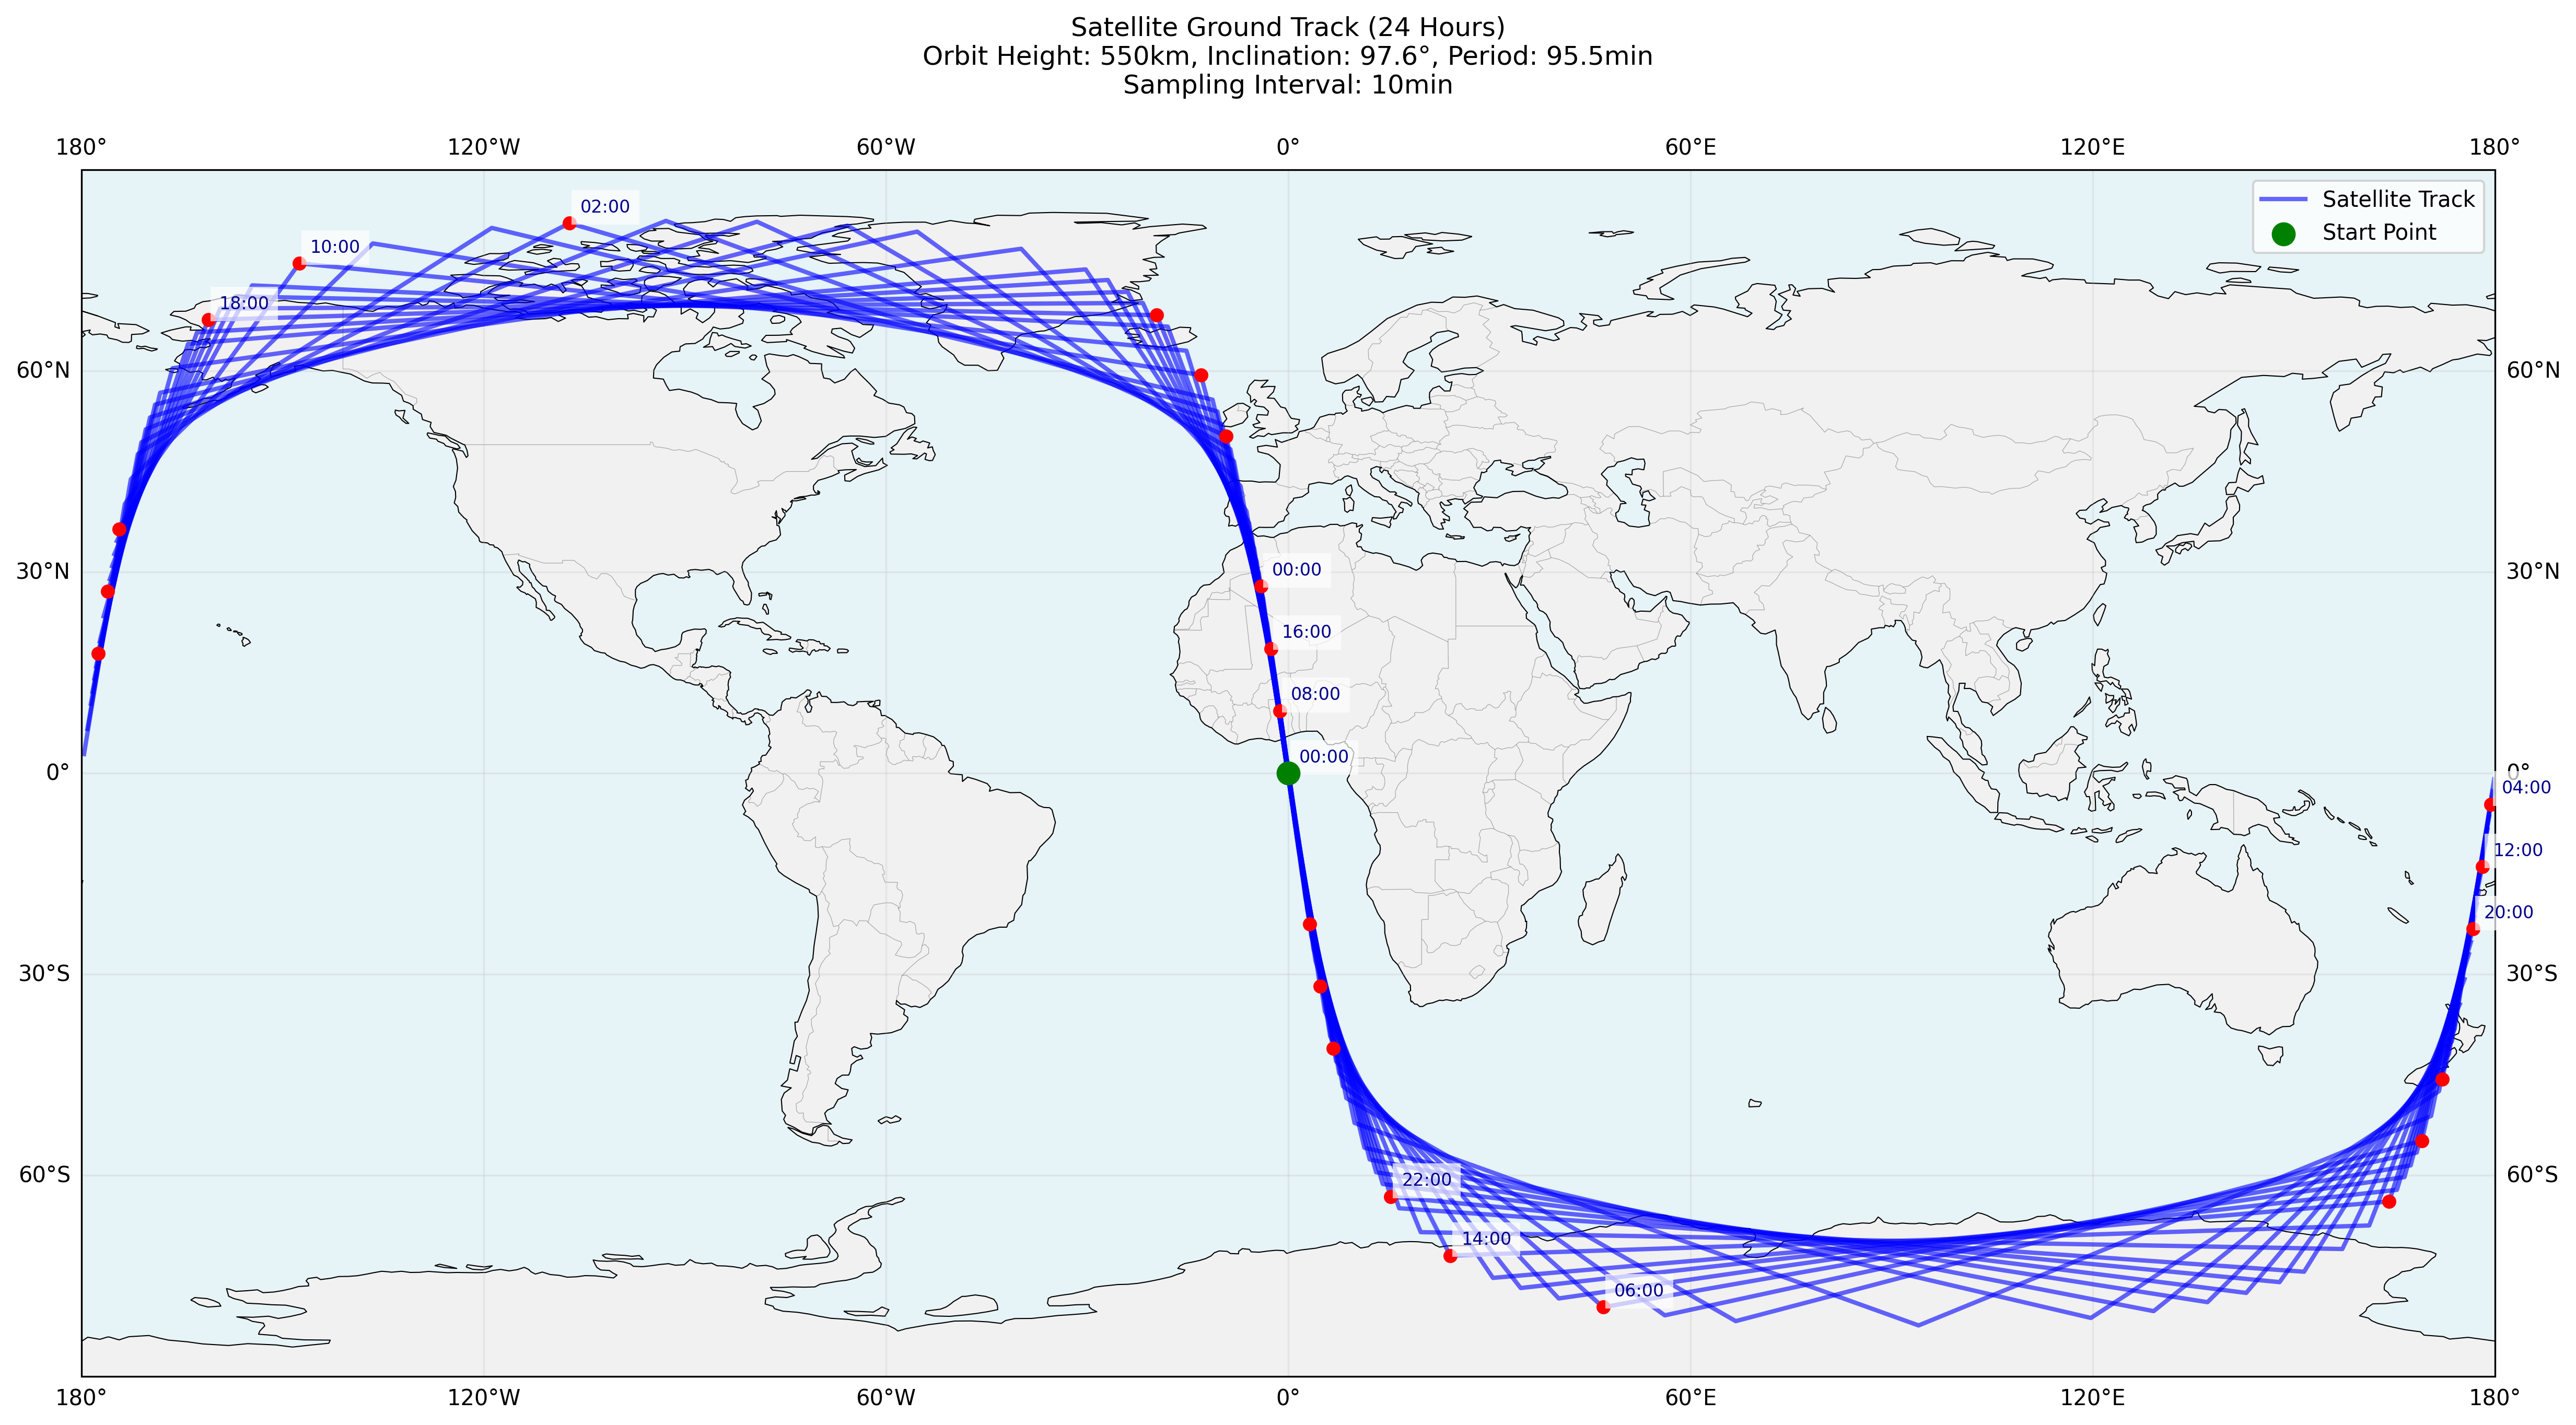 Satellite Ground Track (24 Hours)
Orbit Height: 550km, Inclination: 97.6°, Period: 95.5min
Sampling Interval: 10min
180°
120°W
60°W
0°
60°E
120°E
180°
Satellite Track
Start Point
02:00
10:00
18:00
60°N
60°N
30°N
30°N
00:00
16:00
08:00
00:00
0°
0°
04:00
12:00
20:00
30°S
30°S
60°S
60°S
22:00
14:00
06:00
180°
120°W
60°W
0°
60°E
120°E
180°